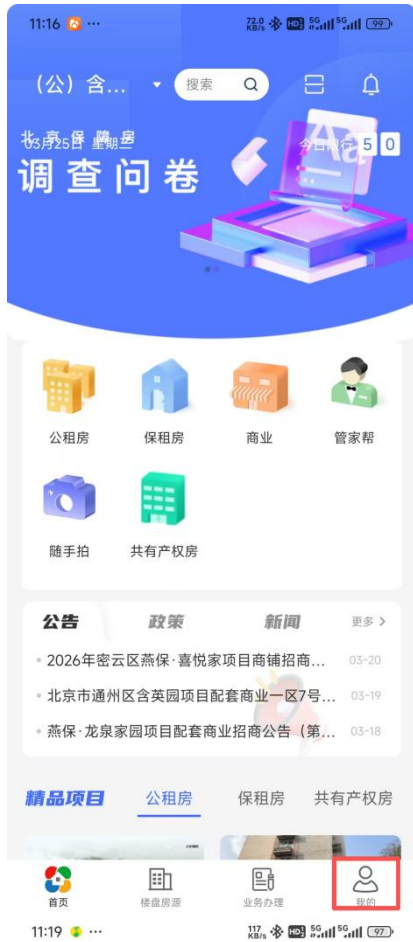 11:16 ... 72.0 KB/s HD 5G 5G 99
(公)含... 搜索
北京保障房
03月25日 星期三 今日限行 5 0
调查问卷
Aa
公租房 保租房 商业 管家帮
随手拍 共有产权房
公告 政策 新闻 更多 >
2026年密云区燕保·喜悦家项目商铺招商... 03-20
北京市通州区含英园项目配套商业一区7号... 03-19
燕保·龙泉家园项目配套商业招商公告（第... 03-18
精品项目 公租房 保租房 共有产权房
首页 楼盘房源 业务办理 我的
11:19 ... 117 KB/s HD 5G 5G 97